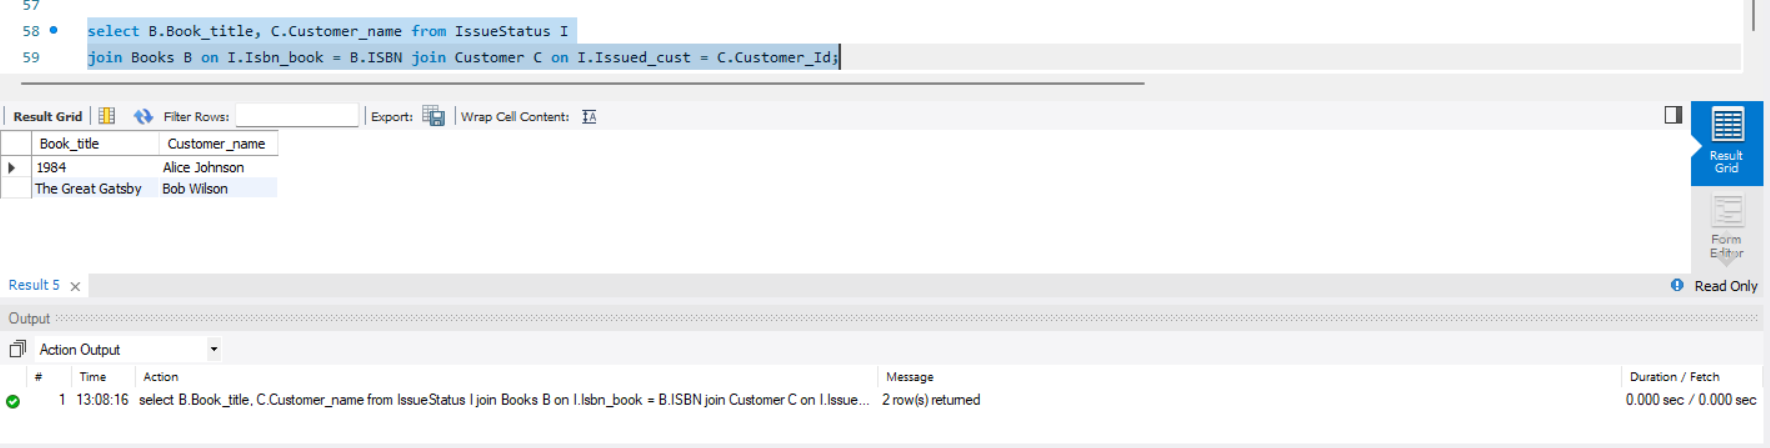 57
58 select B.Book_title, C.Customer_name from IssueStatus I
59 join Books B on I.Isbn_book = B.ISBN join Customer C on I.Issued_cust = C.Customer_Id;
Result Grid Filter Rows: Export: Wrap Cell Content:
Book_title Customer_name
1984 Alice Johnson
The Great Gatsby Bob Wilson
Result
Grid
Form
Editor
Result 5 Read Only
Output
Action Output
# Time Action Message Duration / Fetch
1 13:08:16 select B.Book_title, C.Customer_name from IssueStatus I join Books B on I.Isbn_book = B.ISBN join Customer C on I.Issue... 2 row(s) returned 0.000 sec / 0.000 sec